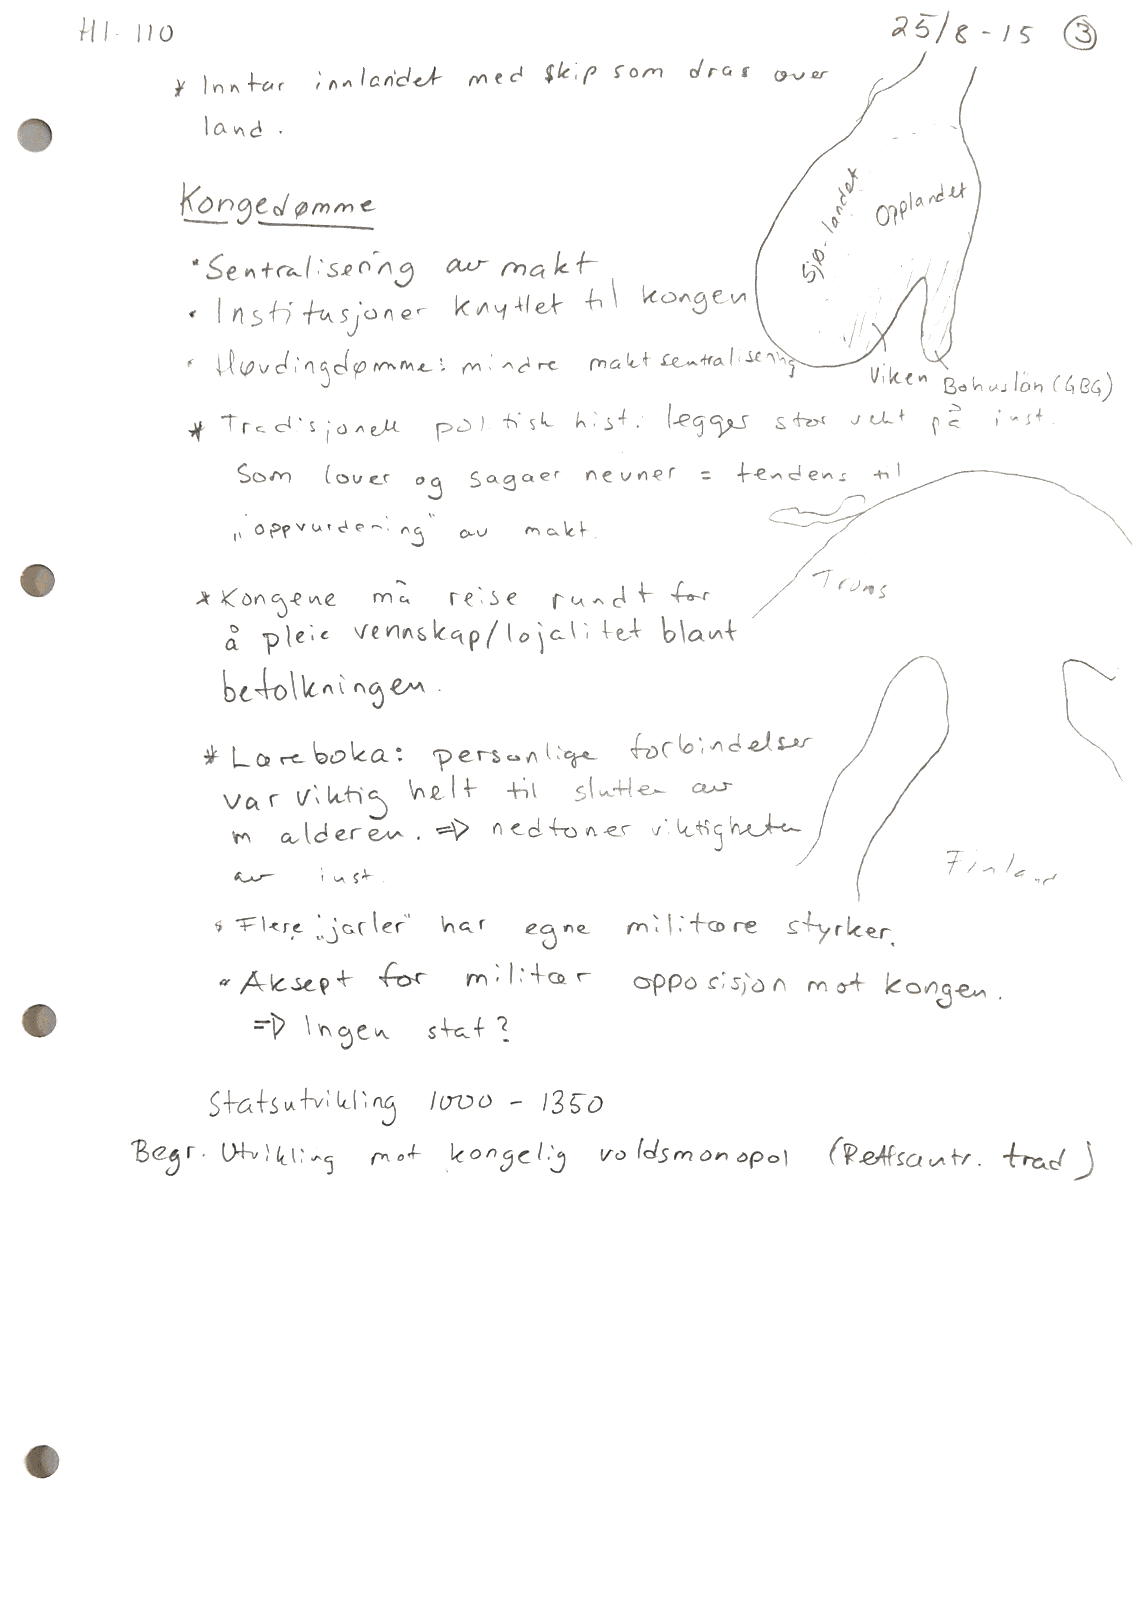 HI. 110
25/8-15 (3)
* Inntar innlandet med skip som dras over
land.
Sjø-landet
Opplandet
Kongedømme
• Sentralisering av makt
• Institusjoner knyttet til kongen
• Høvdingdømme: mindre maktsentralisering
Viken Bohuslän (GBG)
* Tradisjonell politisk hist. legger stor vekt på inst.
Som lover og sagaer nevner = tendens til
„oppvurdering" av makt.
Troms
* Kongene må reise rundt for
å pleie vennskap/lojalitet blant
befolkningen.
* Læreboka: personlige forbindelser
var viktig helt til slutten av
m alderen. => nedtoner viktigheten
av inst.
Finland
* Flere „jarler" har egne militære styrker.
* Aksept for militær opposisjon mot kongen.
=> Ingen stat?
Statsutvikling 1000 - 1350
Begr. Utvikling mot kongelig voldsmonopol (Rettsantr. trad)